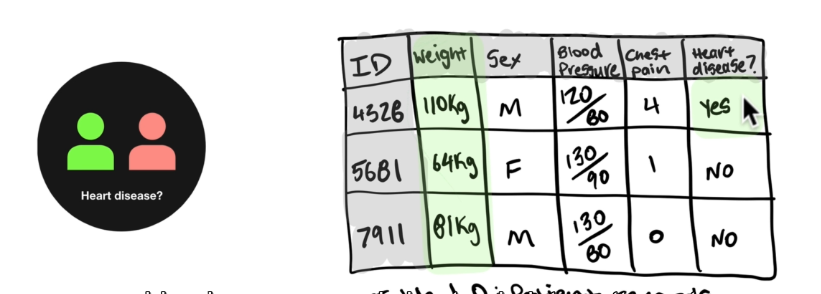 Heart disease?
ID Weight Sex Blood Pressure Chest pain Heart disease?
4326 110Kg M 120/80 4 Yes
5681 64Kg F 130/90 1 NO
7911 81Kg M 130/80 0 NO